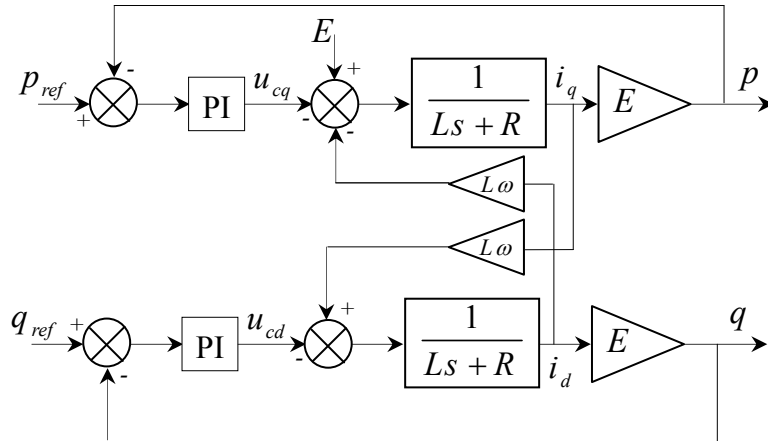 E
p_ref
+
-
PI
u_cq
+
-
-
1
Ls + R
i_q
E
p
Lω
Lω
q_ref
+
-
PI
u_cd
+
-
1
Ls + R
i_d
E
q